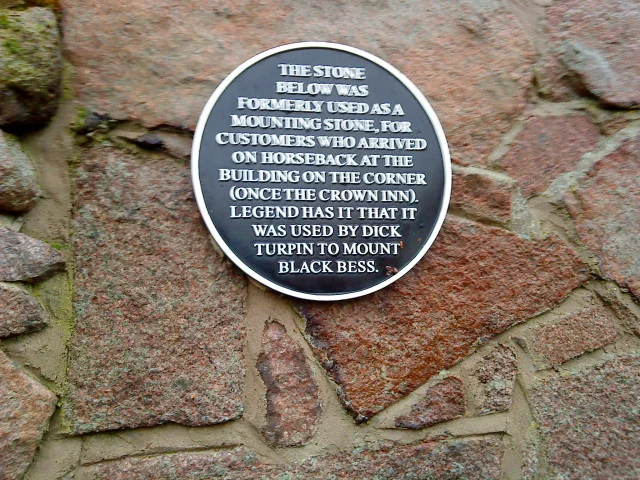 THE STONE
BELOW WAS
FORMERLY USED AS A
MOUNTING STONE, FOR
CUSTOMERS WHO ARRIVED
ON HORSEBACK AT THE
BUILDING ON THE CORNER
(ONCE THE CROWN INN).
LEGEND HAS IT THAT IT
WAS USED BY DICK
TURPIN TO MOUNT
BLACK BESS.